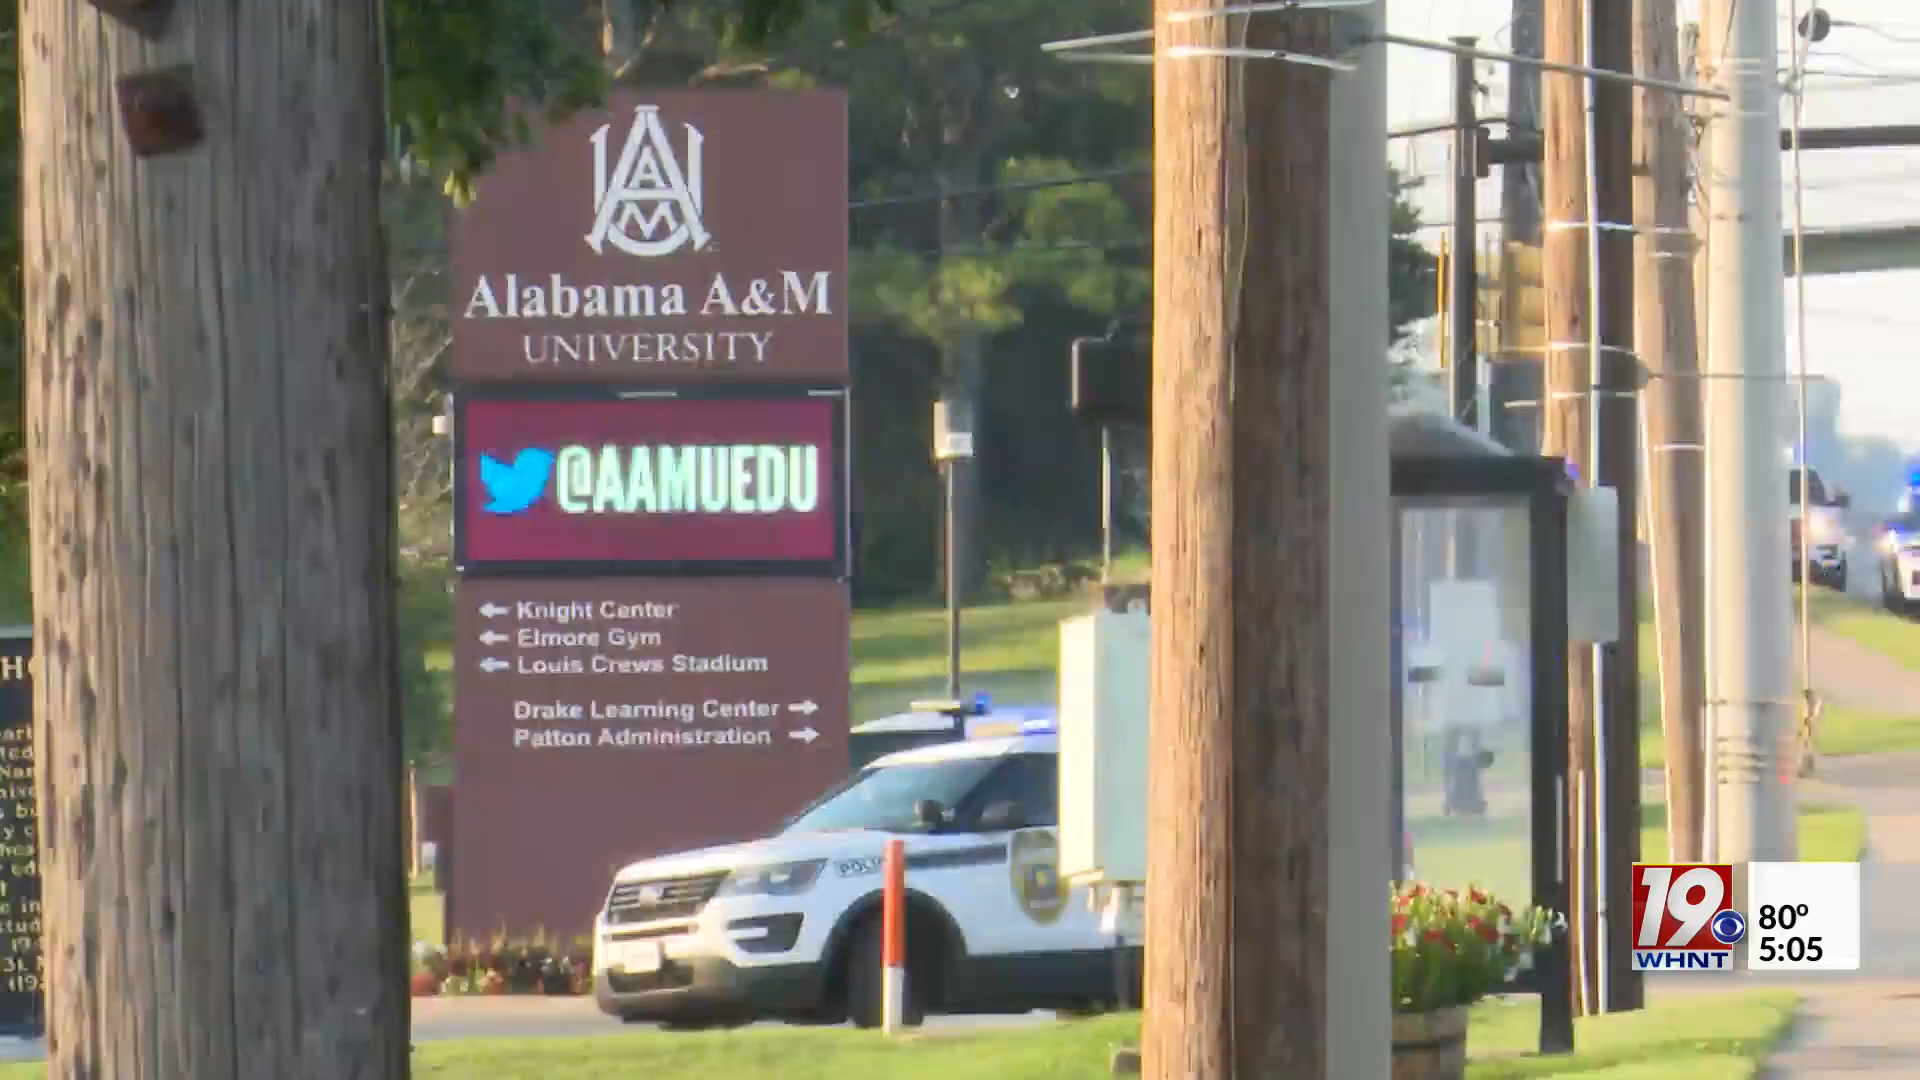 AAM
Alabama A&M
UNIVERSITY
@AAMUEDU
← Knight Center
← Elmore Gym
← Louis Crews Stadium
Drake Learning Center →
Patton Administration →
19
WHNT
80º
5:05